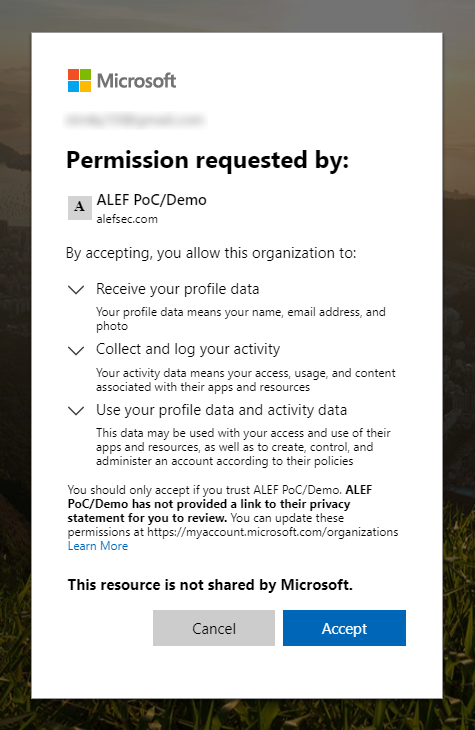 Microsoft
Permission requested by:
A
ALEF PoC/Demo
alefsec.com
By accepting, you allow this organization to:
Receive your profile data
Your profile data means your name, email address, and
photo
Collect and log your activity
Your activity data means your access, usage, and content
associated with their apps and resources
Use your profile data and activity data
This data may be used with your access and use of their
apps and resources, as well as to create, control, and
administer an account according to their policies
You should only accept if you trust ALEF PoC/Demo. ALEF
PoC/Demo has not provided a link to their privacy
statement for you to review. You can update these
permissions at https://myaccount.microsoft.com/organizations
Learn More
This resource is not shared by Microsoft.
Cancel
Accept